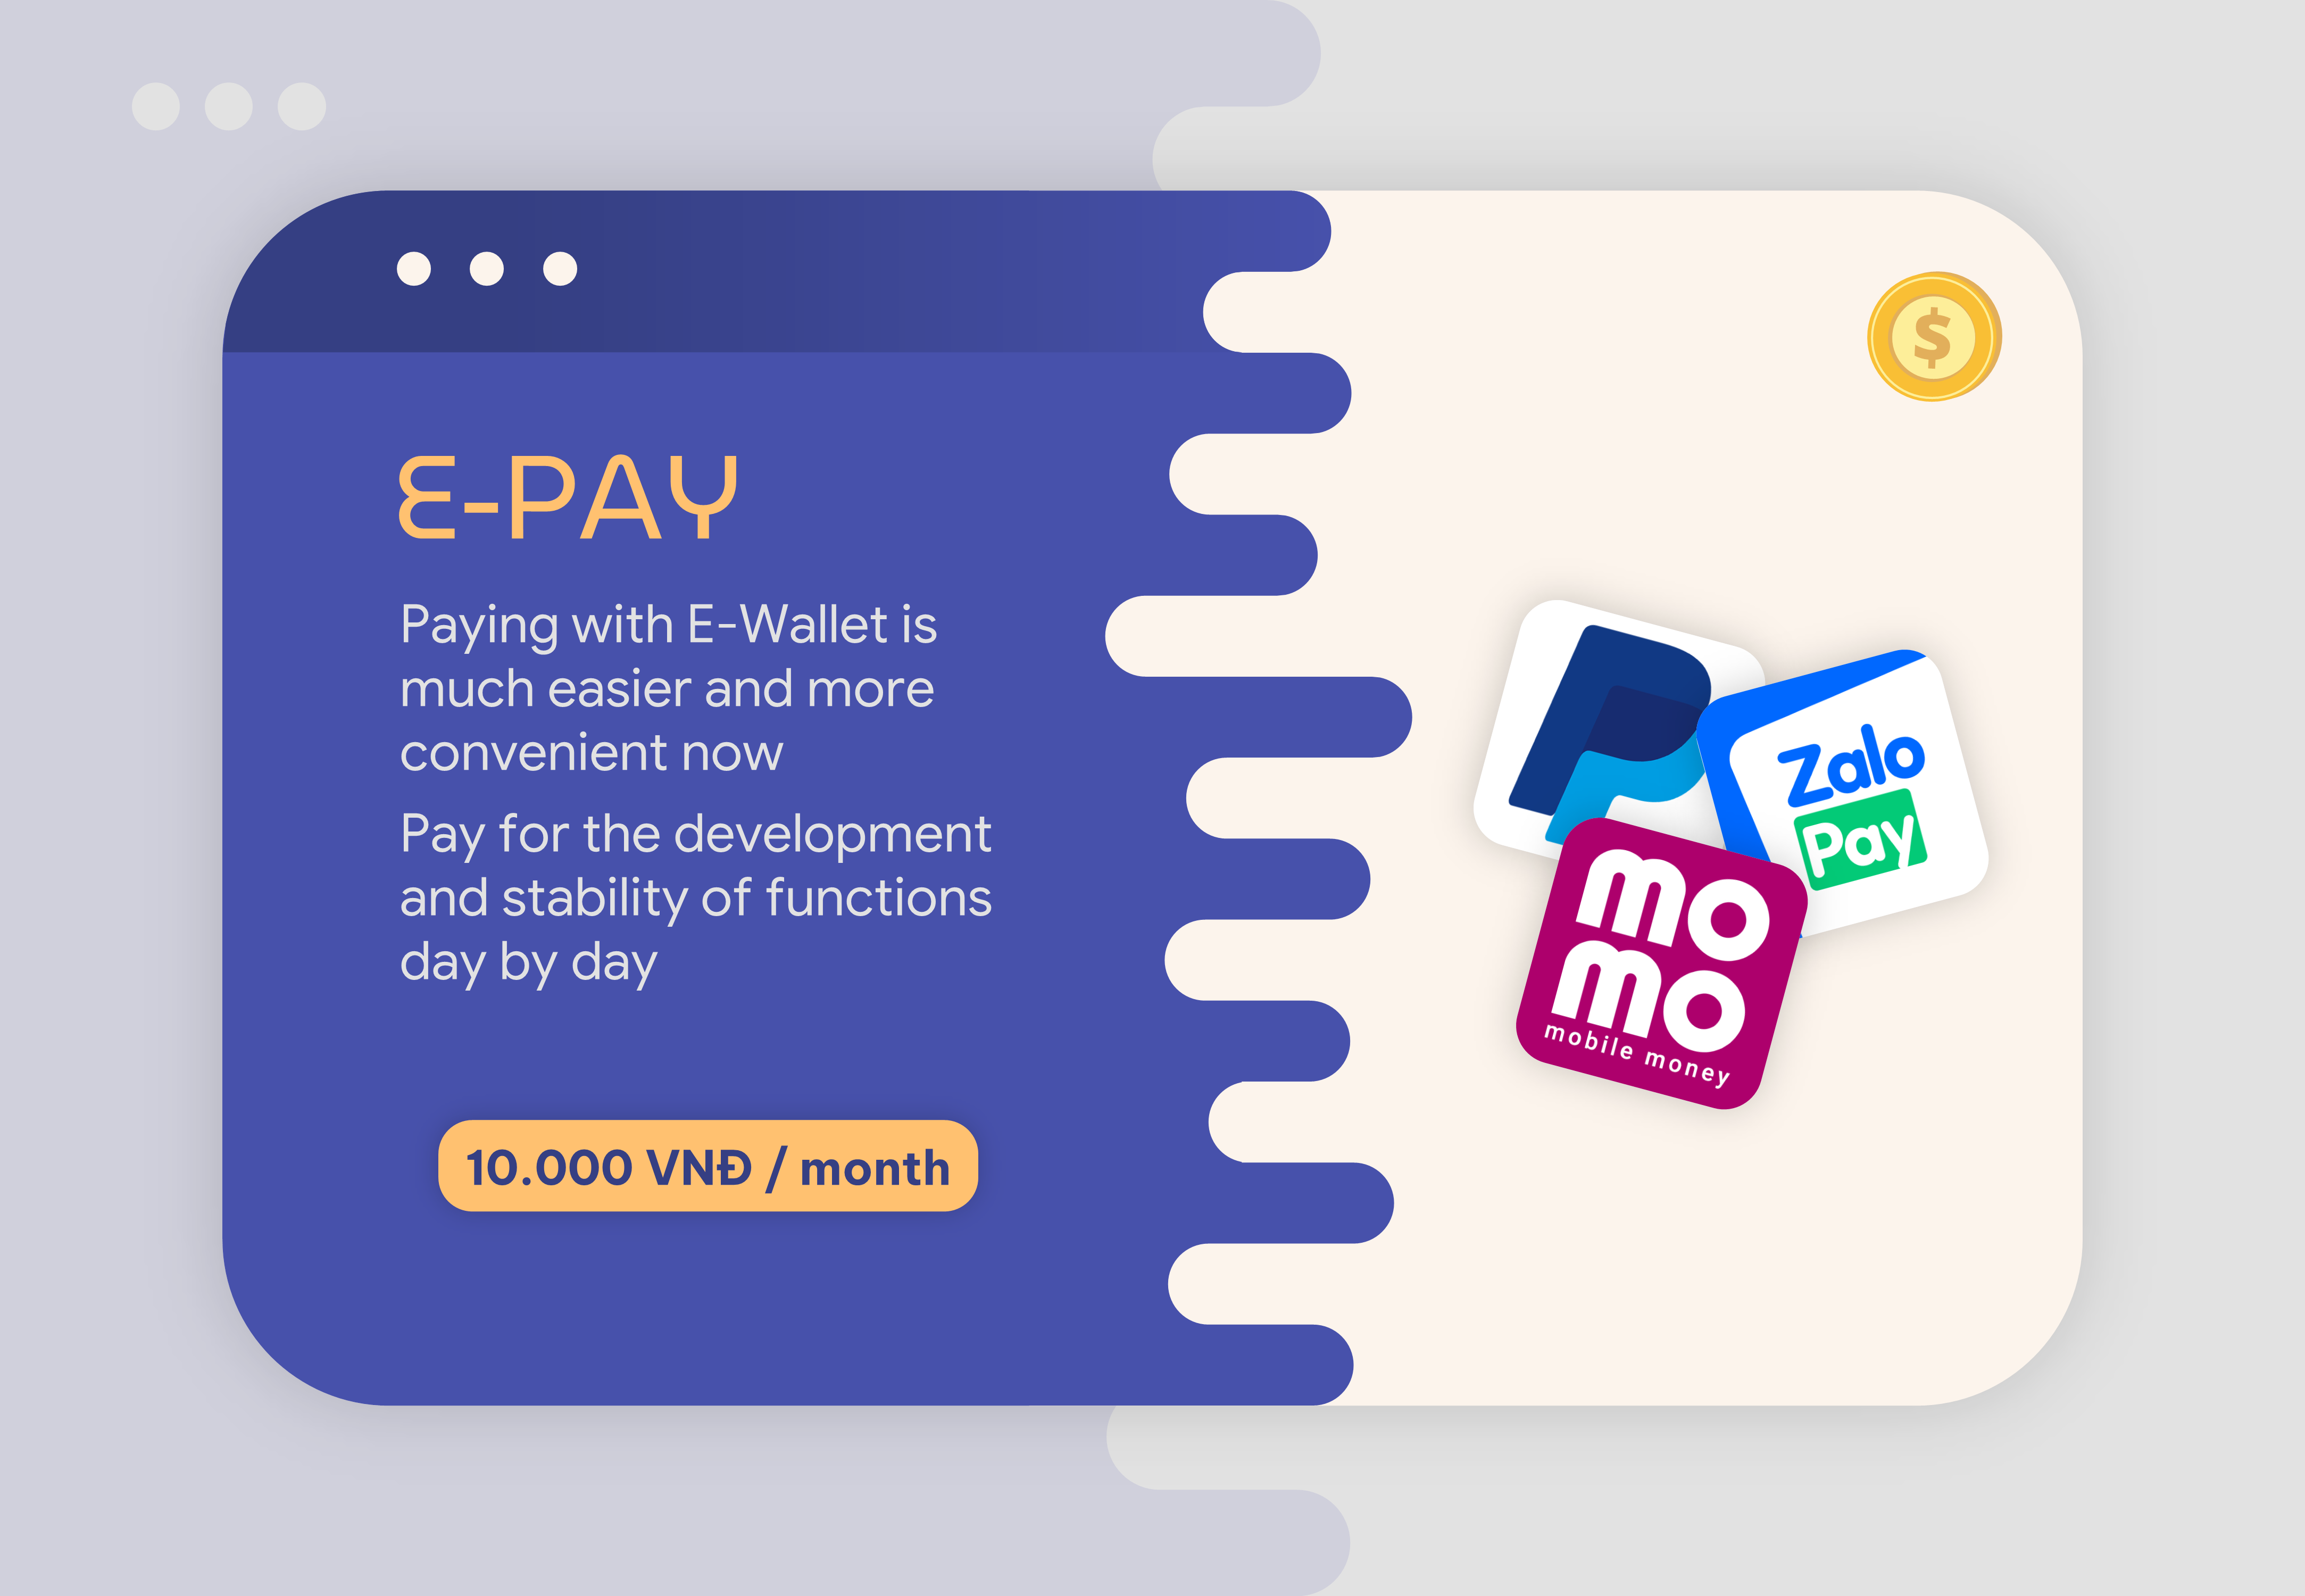 E-PAY
Paying with E-Wallet is
much easier and more
convenient now
Pay for the development
and stability of functions
day by day
10.000 VNĐ / month
$
Zalo
Pay
mo
mo
mobile money